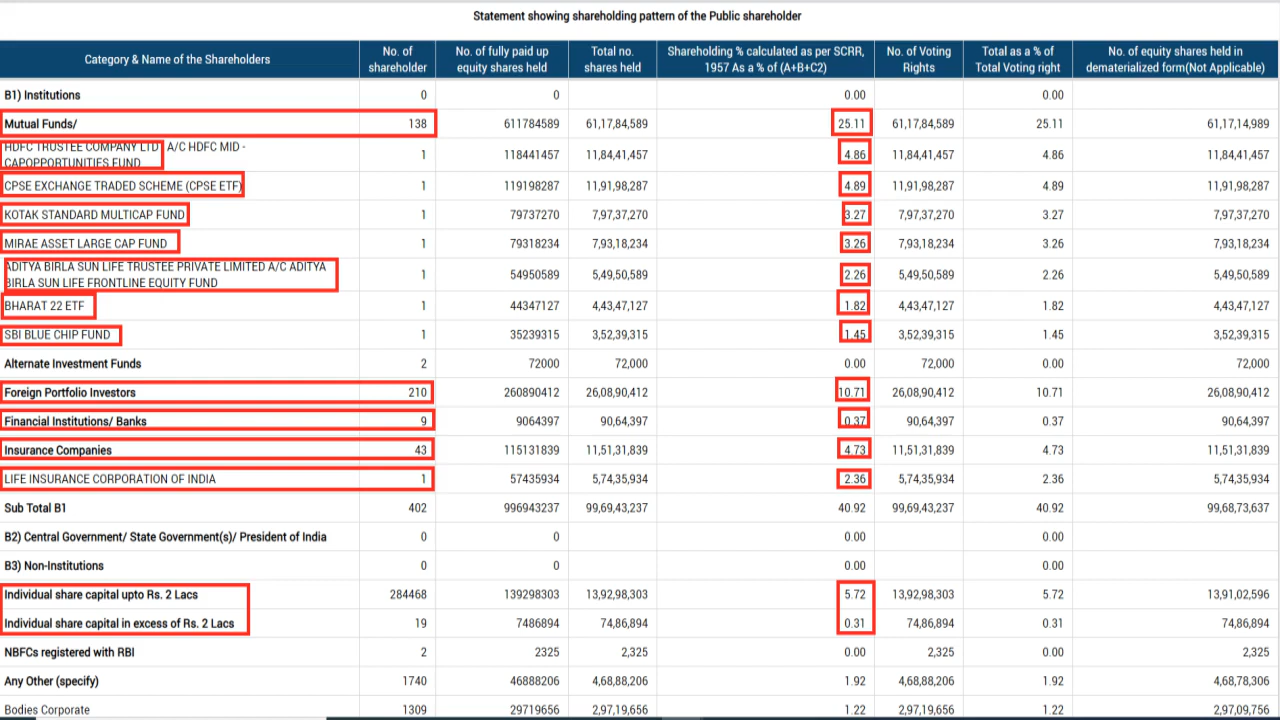 Statement showing shareholding pattern of the Public shareholder
Category & Name of the Shareholders No. of shareholder No. of fully paid up equity shares held Total no. shares held Shareholding % calculated as per SCRR, 1957 As a % of (A+B+C2) No. of Voting Rights Total as a % of Total Voting right No. of equity shares held in dematerialized form(Not Applicable)
B1) Institutions 0 0 0.00 0.00
Mutual Funds/ 138 611784589 61,17,84,589 25.11 61,17,84,589 25.11 61,17,14,989
HDFC TRUSTEE COMPANY LTD A/C HDFC MID -
CAPOPPORTUNITIES FUND 1 118441457 11,84,41,457 4.86 11,84,41,457 4.86 11,84,41,457
CPSE EXCHANGE TRADED SCHEME (CPSE ETF) 1 119198287 11,91,98,287 4.89 11,91,98,287 4.89 11,91,98,287
KOTAK STANDARD MULTICAP FUND 1 79737270 7,97,37,270 3.27 7,97,37,270 3.27 7,97,37,270
MIRAE ASSET LARGE CAP FUND 1 79318234 7,93,18,234 3.26 7,93,18,234 3.26 7,93,18,234
ADITYA BIRLA SUN LIFE TRUSTEE PRIVATE LIMITED A/C ADITYA
BIRLA SUN LIFE FRONTLINE EQUITY FUND 1 54950589 5,49,50,589 2.26 5,49,50,589 2.26 5,49,50,589
BHARAT 22 ETF 1 44347127 4,43,47,127 1.82 4,43,47,127 1.82 4,43,47,127
SBI BLUE CHIP FUND 1 35239315 3,52,39,315 1.45 3,52,39,315 1.45 3,52,39,315
Alternate Investment Funds 2 72000 72,000 0.00 72,000 0.00 72,000
Foreign Portfolio Investors 210 260890412 26,08,90,412 10.71 26,08,90,412 10.71 26,08,90,412
Financial Institutions/ Banks 9 9064397 90,64,397 0.37 90,64,397 0.37 90,64,397
Insurance Companies 43 115131839 11,51,31,839 4.73 11,51,31,839 4.73 11,51,31,839
LIFE INSURANCE CORPORATION OF INDIA 1 57435934 5,74,35,934 2.36 5,74,35,934 2.36 5,74,35,934
Sub Total B1 402 996943237 99,69,43,237 40.92 99,69,43,237 40.92 99,68,73,637
B2) Central Government/ State Government(s)/ President of India 0 0 0.00 0.00
B3) Non-Institutions 0 0 0.00 0.00
Individual share capital upto Rs. 2 Lacs 284468 139298303 13,92,98,303 5.72 13,92,98,303 5.72 13,91,02,596
Individual share capital in excess of Rs. 2 Lacs 19 7486894 74,86,894 0.31 74,86,894 0.31 74,86,894
NBFCs registered with RBI 2 2325 2,325 0.00 2,325 0.00 2,325
Any Other (specify) 1740 46888206 4,68,88,206 1.92 4,68,88,206 1.92 4,68,78,306
Bodies Corporate 1309 29719656 2,97,19,656 1.22 2,97,19,656 1.22 2,97,09,756